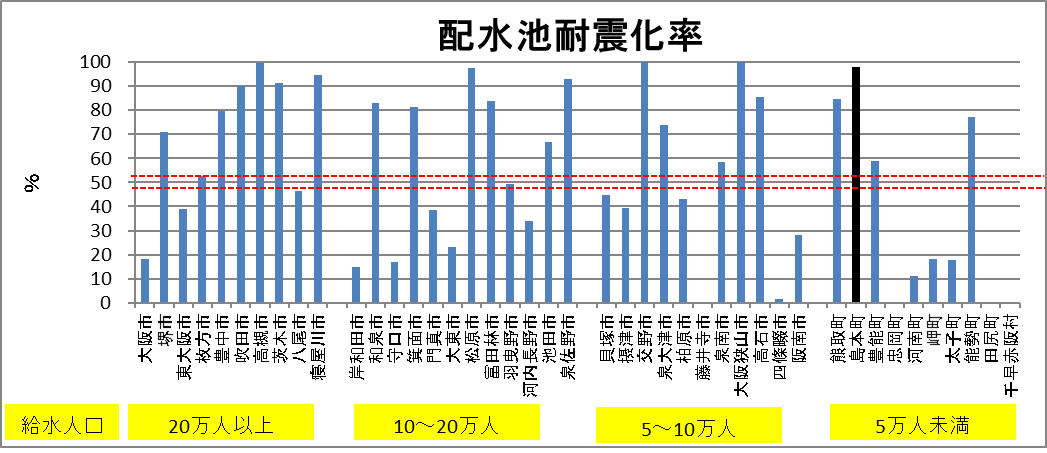 配水池耐震化率
%
100
90
80
70
60
50
40
30
20
10
0
大阪市
堺市
東大阪市
枚方市
豊中市
吹田市
高槻市
茨木市
八尾市
寝屋川市
岸和田市
和泉市
守口市
箕面市
門真市
大東市
松原市
富田林市
羽曳野市
河内長野市
池田市
泉佐野市
貝塚市
摂津市
交野市
泉大津市
柏原市
藤井寺市
泉南市
大阪狭山市
高石市
四條畷市
阪南市
熊取町
島本町
豊能町
忠岡町
河南町
岬町
太子町
能勢町
田尻町
千早赤阪村
給水人口
20万人以上
10～20万人
5～10万人
5万人未満